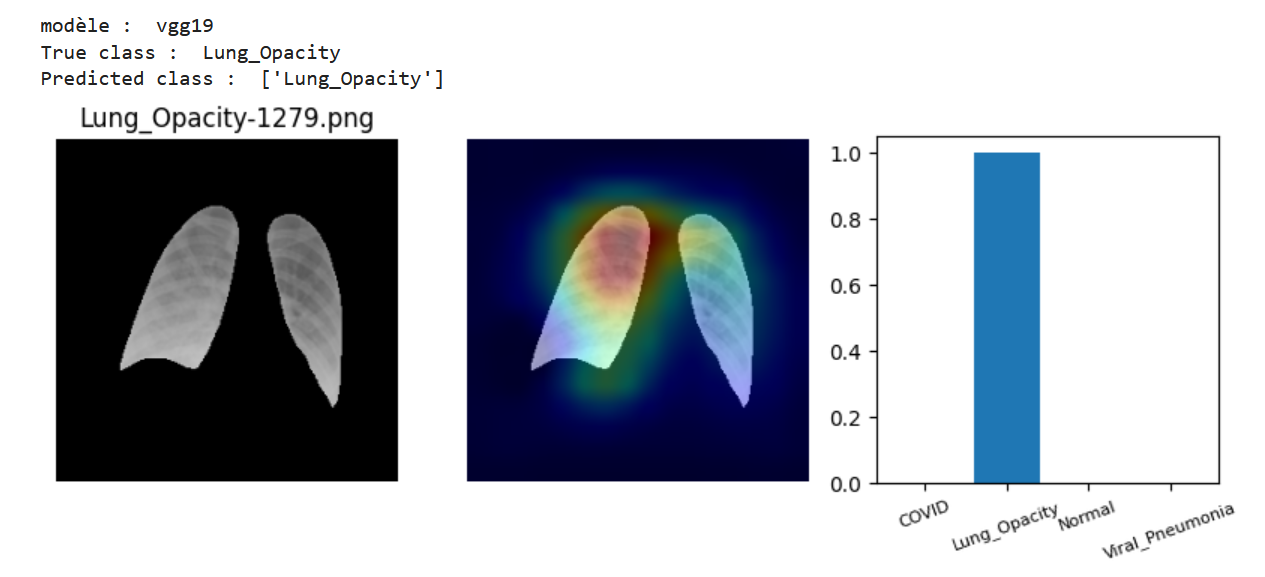 modèle :  vgg19
True class :  Lung_Opacity
Predicted class :  ['Lung_Opacity']
Lung_Opacity-1279.png
1.0
0.8
0.6
0.4
0.2
0.0
COVID
Lung_Opacity
Normal
Viral_Pneumonia